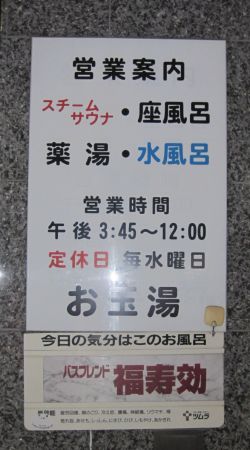 営業案内
スチーム
サウナ・座風呂
薬湯・水風呂
営業時間
午後3:45〜12:00
定休日 毎水曜日
お玉湯
今日の気分はこのお風呂
バスブレンド 福寿効
ツムラ